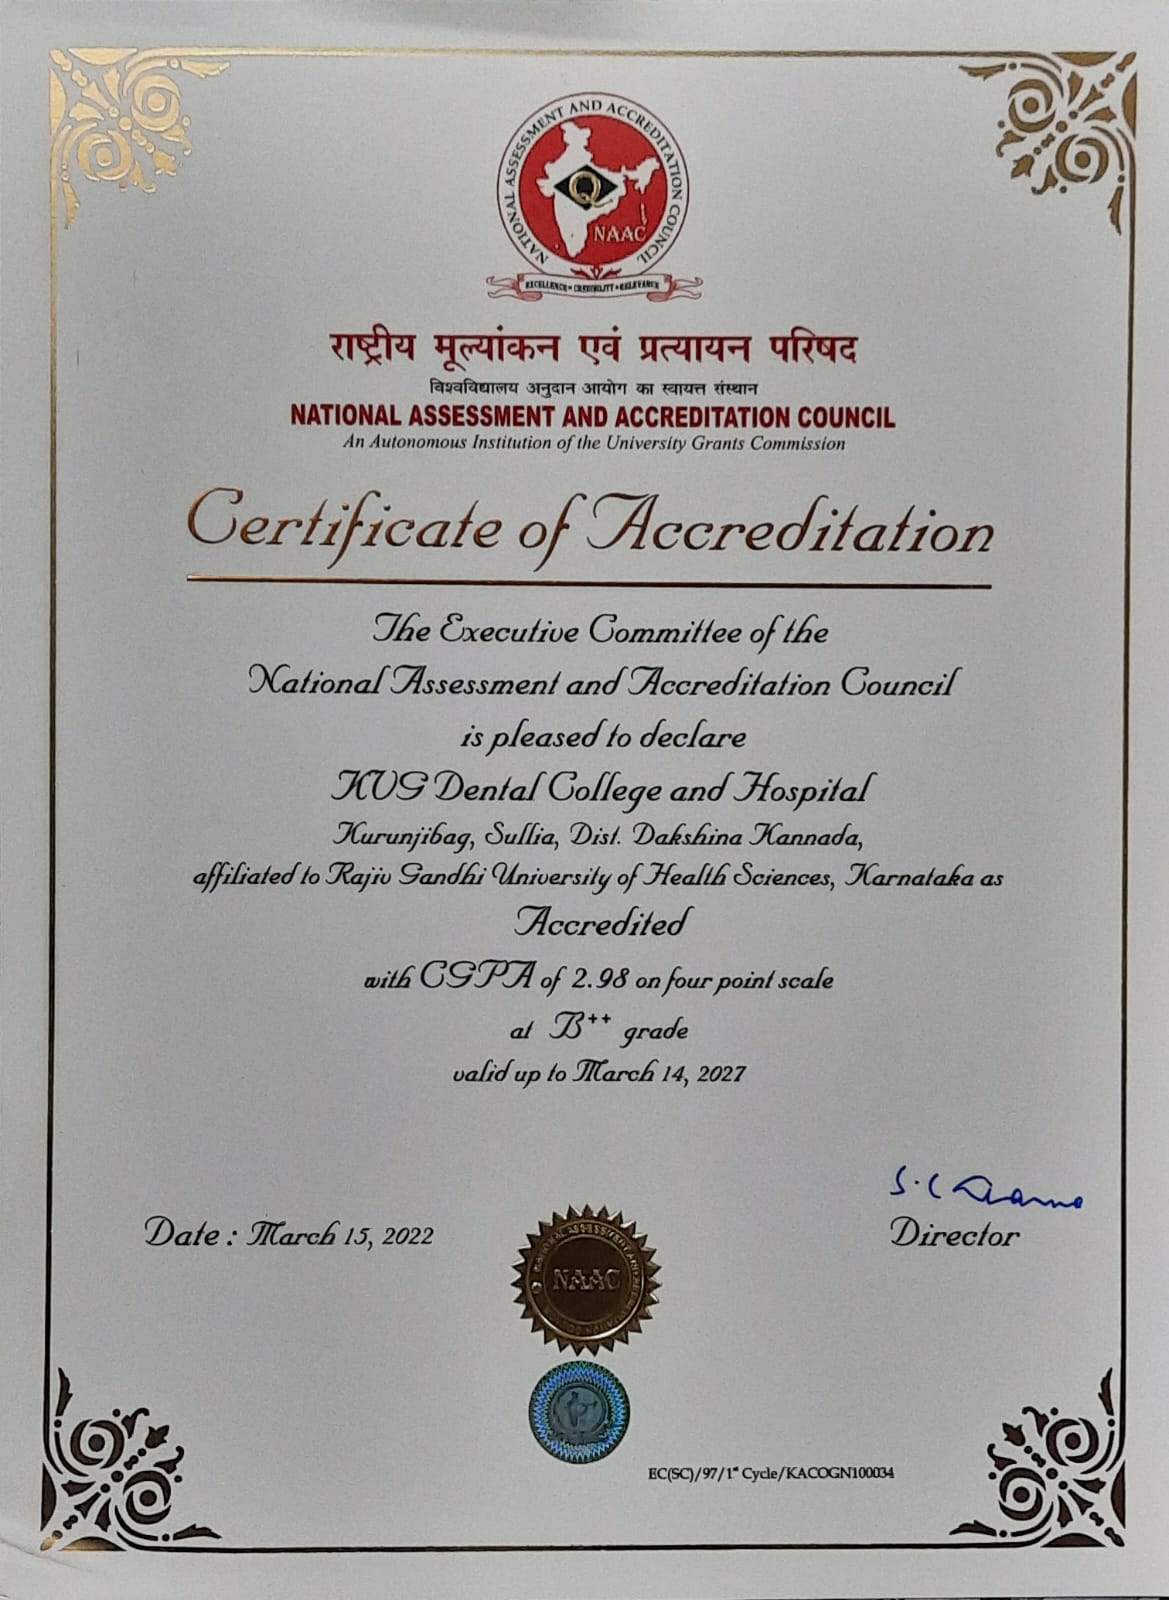 NATIONAL ASSESSMENT AND ACCREDITATION COUNCIL
Q
NAAC
EXCELLENCE • CREDIBILITY • RELEVANCE
राष्ट्रीय मूल्यांकन एवं प्रत्यायन परिषद
विश्वविद्यालय अनुदान आयोग का स्वायत्त संस्थान
NATIONAL ASSESSMENT AND ACCREDITATION COUNCIL
An Autonomous Institution of the University Grants Commission
Certificate of Accreditation
The Executive Committee of the
National Assessment and Accreditation Council
is pleased to declare
KVG Dental College and Hospital
Kurunjibag, Sullia, Dist. Dakshina Kannada,
affiliated to Rajiv Gandhi University of Health Sciences, Karnataka as
Accredited
with CGPA of 2.98 on four point scale
at B++ grade
valid up to March 14, 2027
Date : March 15, 2022
Director
NAAC
EC(SC)/97/1st Cycle/KACOGN100034